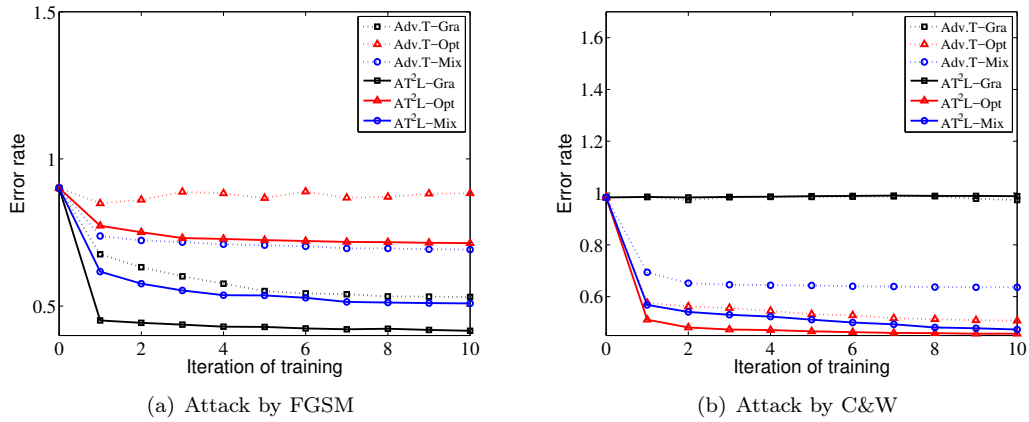 1.5
1
0.5
0
2
4
6
8
10
Error rate
Iteration of training
Adv.T−Gra
Adv.T−Opt
Adv.T−Mix
AT²L−Gra
AT²L−Opt
AT²L−Mix
(a) Attack by FGSM
1.6
1.4
1.2
1
0.8
0.6
0
2
4
6
8
10
Error rate
Iteration of training
Adv.T−Gra
Adv.T−Opt
Adv.T−Mix
AT²L−Gra
AT²L−Opt
AT²L−Mix
(b) Attack by C&W